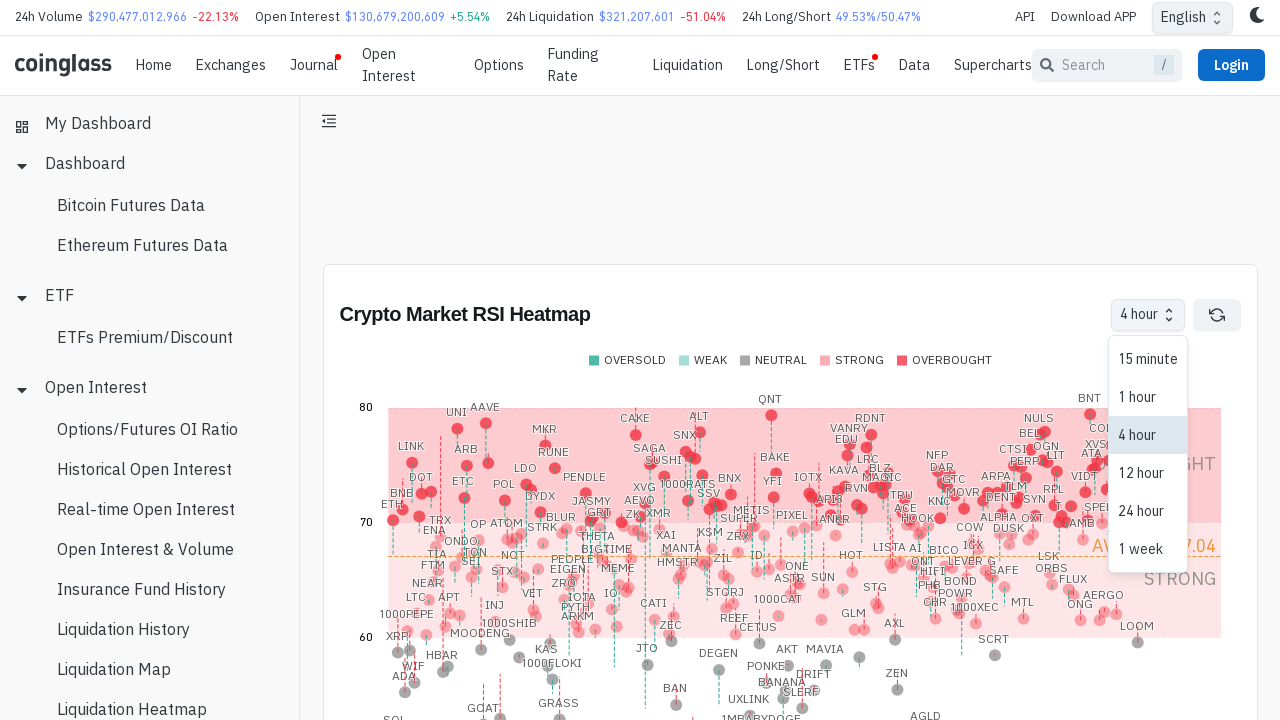 24h Volume $290,477,012,966 -22.13% Open Interest $130,679,200,609 +5.54% 24h Liquidation $321,207,601 -51.04% 24h Long/Short 49.53%/50.47% API Download APP English
coinglass Home Exchanges Journal Open Interest Options Funding Rate Liquidation Long/Short ETFs Data Supercharts Search / Login
My Dashboard
Dashboard
Bitcoin Futures Data
Ethereum Futures Data
ETF
ETFs Premium/Discount
Open Interest
Options/Futures OI Ratio
Historical Open Interest
Real-time Open Interest
Open Interest & Volume
Insurance Fund History
Liquidation History
Liquidation Map
Liquidation Heatmap
Crypto Market RSI Heatmap 4 hour
15 minute
1 hour
4 hour
12 hour
24 hour
1 week
OVERSOLD WEAK NEUTRAL STRONG OVERBOUGHT
80
QNT BNT
UNI AAVE
CAKE ALT RDNT NULS
MKR VANRY
SNX EDU BEL
LINK ARB RUNE SAGA CTSI OGN
BAKE LRC NFP PERP LIT ATA
LDO KAVA BLZ DAR
DOT ETC POL PENDLE BNX YFI IOTX MAGIC GTC ARPA VIDT
1000RATS XVG RVN MOVR TLM RPL
BNB DYDX SSV TRU KNC DENT SYN
ETH JASMY AEVO METIS ACE
GRT ZK XMR SUPER PIXEL ANKR HOOK ALPHA OXT
70
TRX OP ATOM BLUR
ENA STRK THETA XAI KSM ZRX COW DUSK
ONDO BIGTIME MANTA LISTA AI BICO ICX
TIA TON NOT PEOPLE ZIL ID HOT LSK
FTM SEI EIGEN MEME HMSTR ONE ONT LEVER G
STX HIFI SAFE ORBS STRONG
NEAR ZRO ASTR SUN PHB BOND FLUX
VET IO STORJ STG POWR
LTC APT IOTA 1000CAT CHR AERGO
INJ PYTH CATI 1000XEC MTL ONG
1000PEPE ARKM REEF GLM
1000SHIB ZEC CETUS AXL LOOM
60
XRP MOODENG
KAS JTO DEGEN AKT MAVIA SCRT
HBAR
WIF 1000FLOKI PONKE
ADA DRIFT ZEN
BAN BANANA
GOAT GRASS UXLINK SLERF
AGLD
1MBABYDOGE